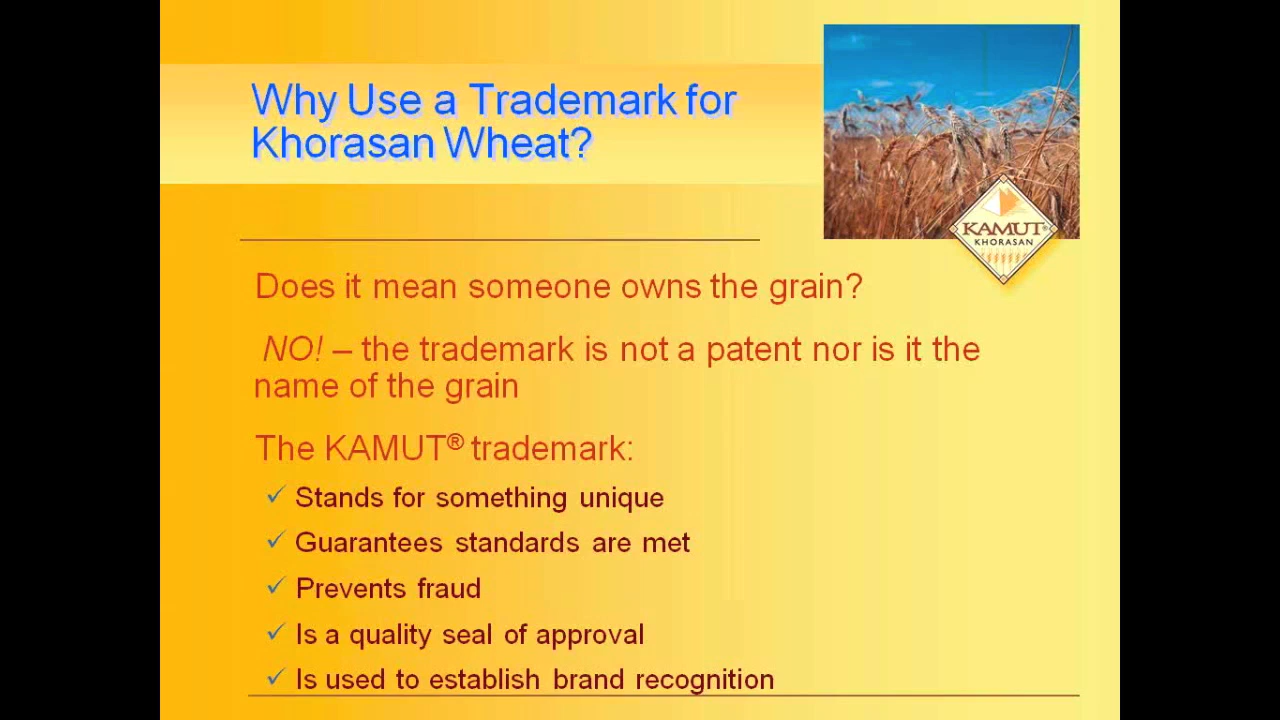 Why Use a Trademark for
Khorasan Wheat?
KAMUT®
KHORASAN
Does it mean someone owns the grain?
NO! – the trademark is not a patent nor is it the
name of the grain
The KAMUT® trademark:
✓ Stands for something unique
✓ Guarantees standards are met
✓ Prevents fraud
✓ Is a quality seal of approval
✓ Is used to establish brand recognition